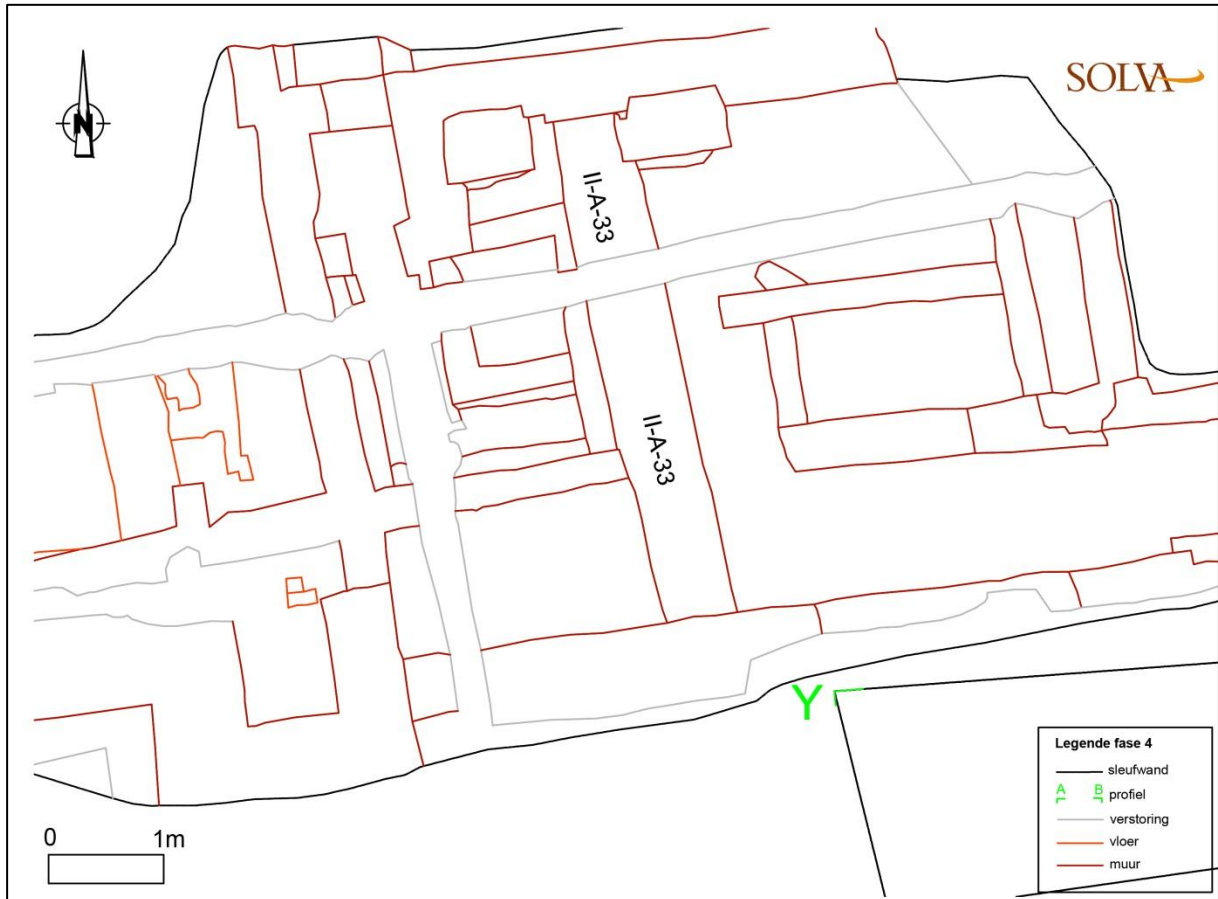 N
SOLVA
II-A-33
II-A-33
Y
0 1m
Legende fase 4
sleufwand
A B profiel
verstoring
vloer
muur